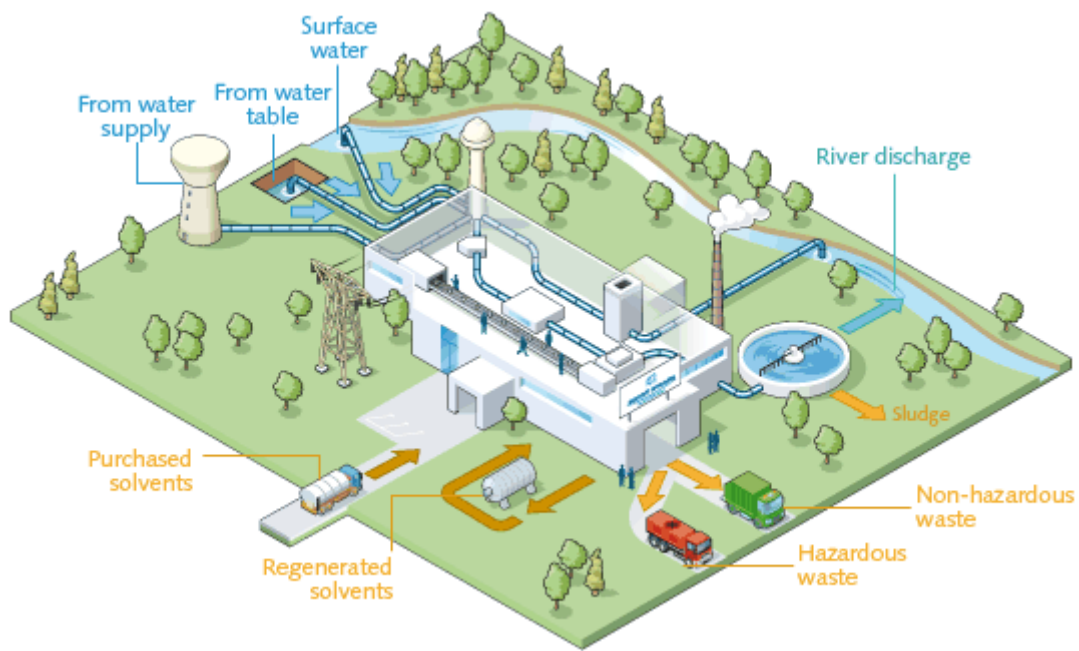 Surface
water
From water
table
From water
supply
River discharge
Sludge
Purchased
solvents
Regenerated
solvents
Non-hazardous
waste
Hazardous
waste